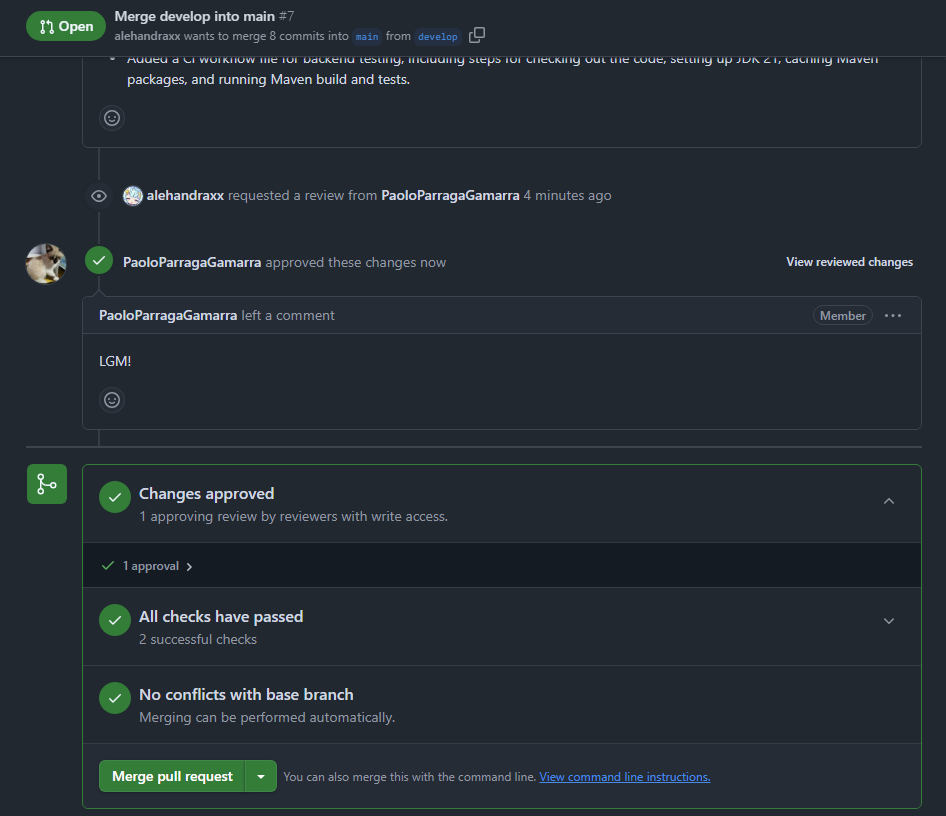 Open
Merge develop into main #7
alehandraxx wants to merge 8 commits into main from develop
Added a CI workflow file for backend testing, including steps for checking out the code, setting up JDK 21, caching Maven
packages, and running Maven build and tests.
alehandraxx requested a review from PaoloParragaGamarra 4 minutes ago
PaoloParragaGamarra approved these changes now
View reviewed changes
PaoloParragaGamarra left a comment
Member
LGM!
Changes approved
1 approving review by reviewers with write access.
1 approval
All checks have passed
2 successful checks
No conflicts with base branch
Merging can be performed automatically.
Merge pull request
You can also merge this with the command line. View command line instructions.